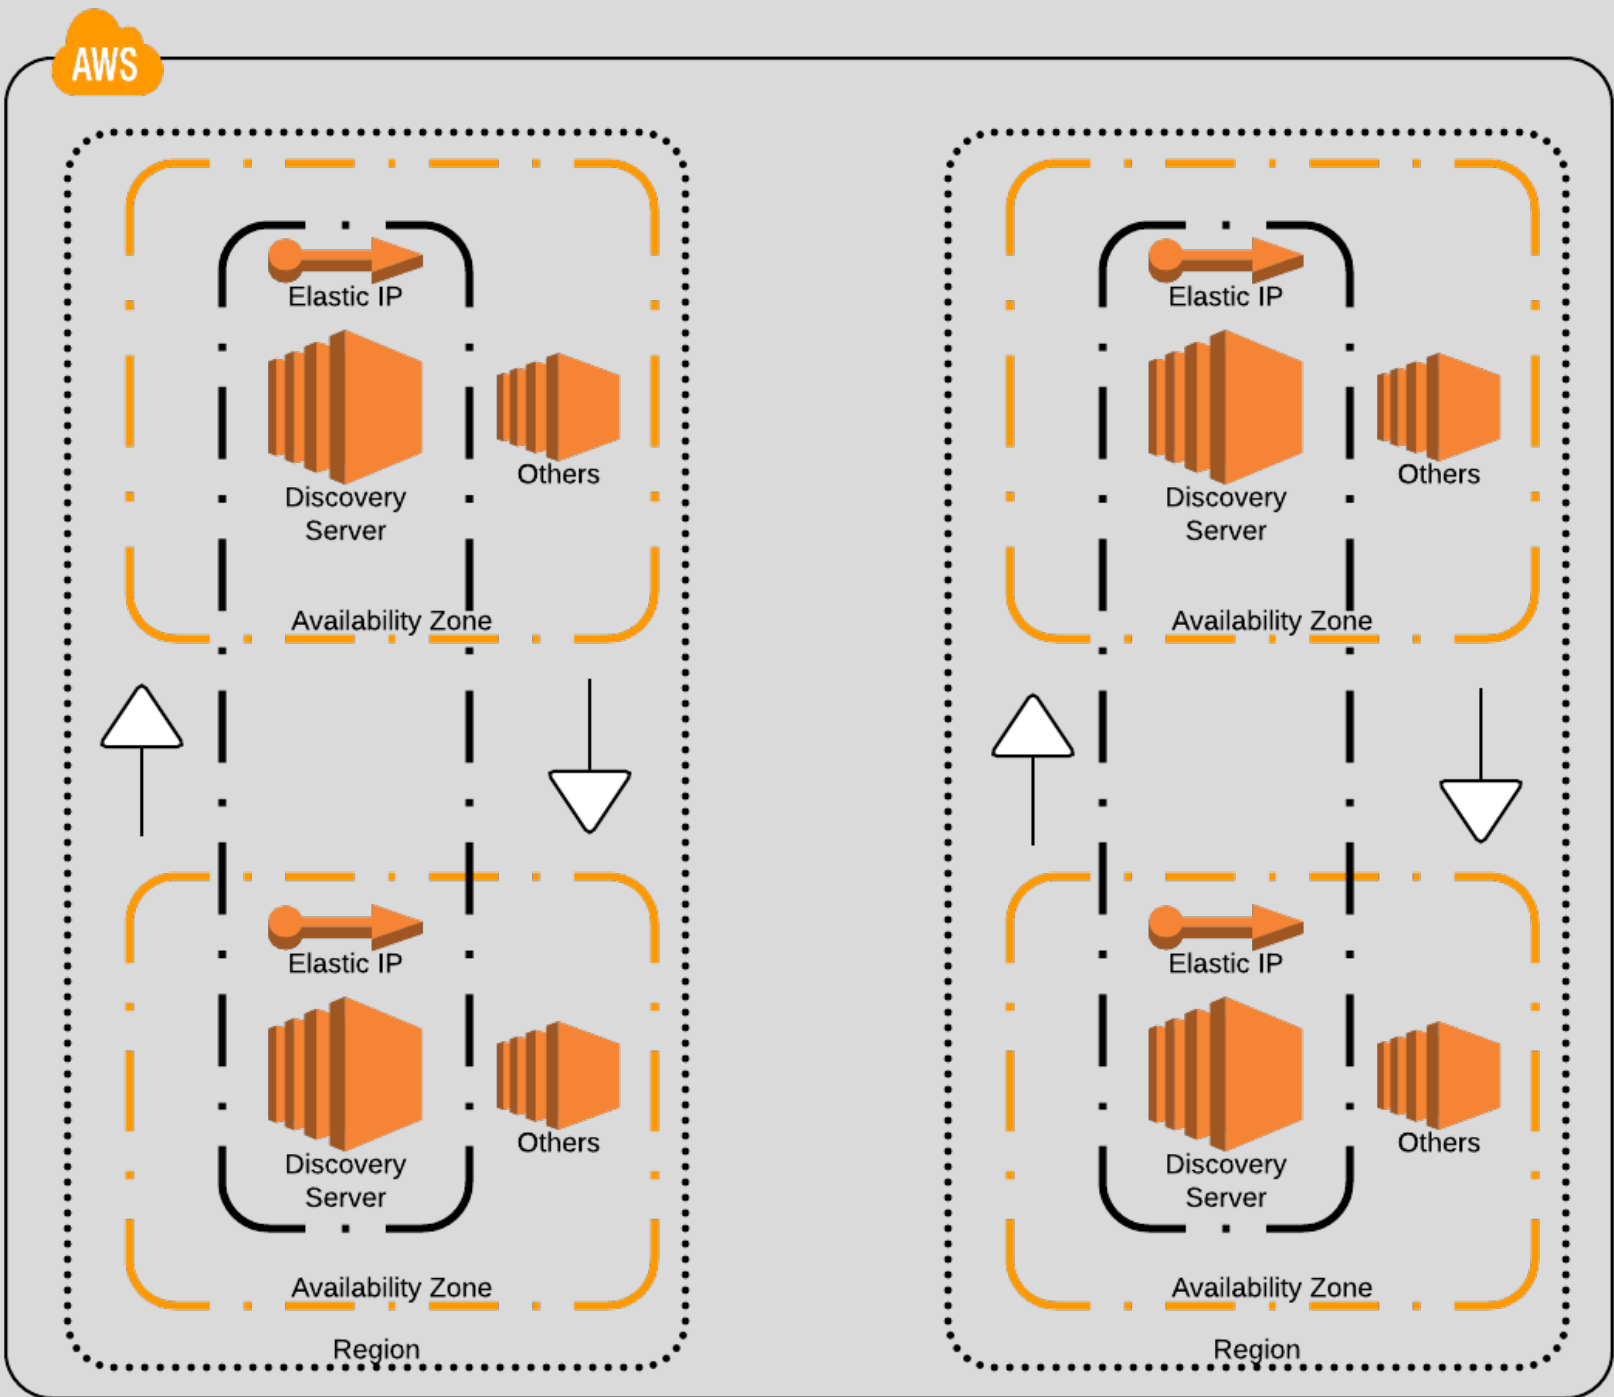 AWS
Elastic IP
Discovery
Server
Others
Availability Zone
Elastic IP
Discovery
Server
Others
Availability Zone
Region
Elastic IP
Discovery
Server
Others
Availability Zone
Elastic IP
Discovery
Server
Others
Availability Zone
Region